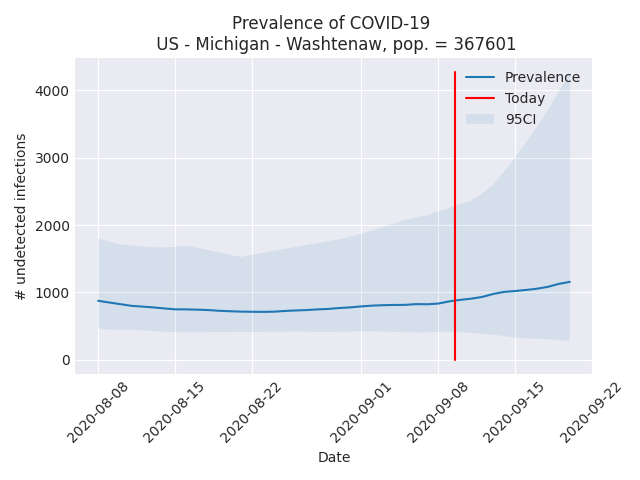 Prevalence of COVID-19
US - Michigan - Washtenaw, pop. = 367601
Prevalence
Today
95CI
4000
3000
2000
1000
0
# undetected infections
2020-08-08
2020-08-15
2020-08-22
2020-09-01
2020-09-08
2020-09-15
2020-09-22
Date